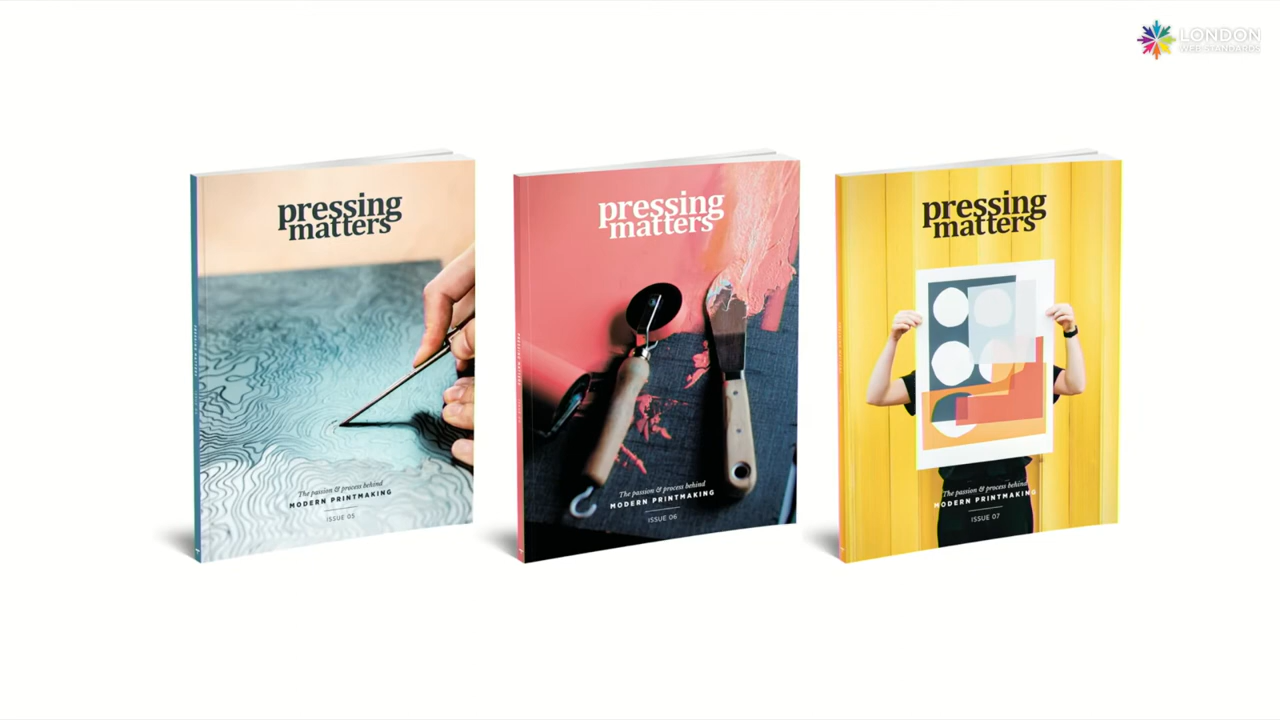 LONDON
WEB STANDARDS
pressing
matters
The passion & process behind
MODERN PRINTMAKING
ISSUE 05
pressing
matters
The passion & process behind
MODERN PRINTMAKING
ISSUE 06
pressing
matters
The passion & process behind
MODERN PRINTMAKING
ISSUE 07